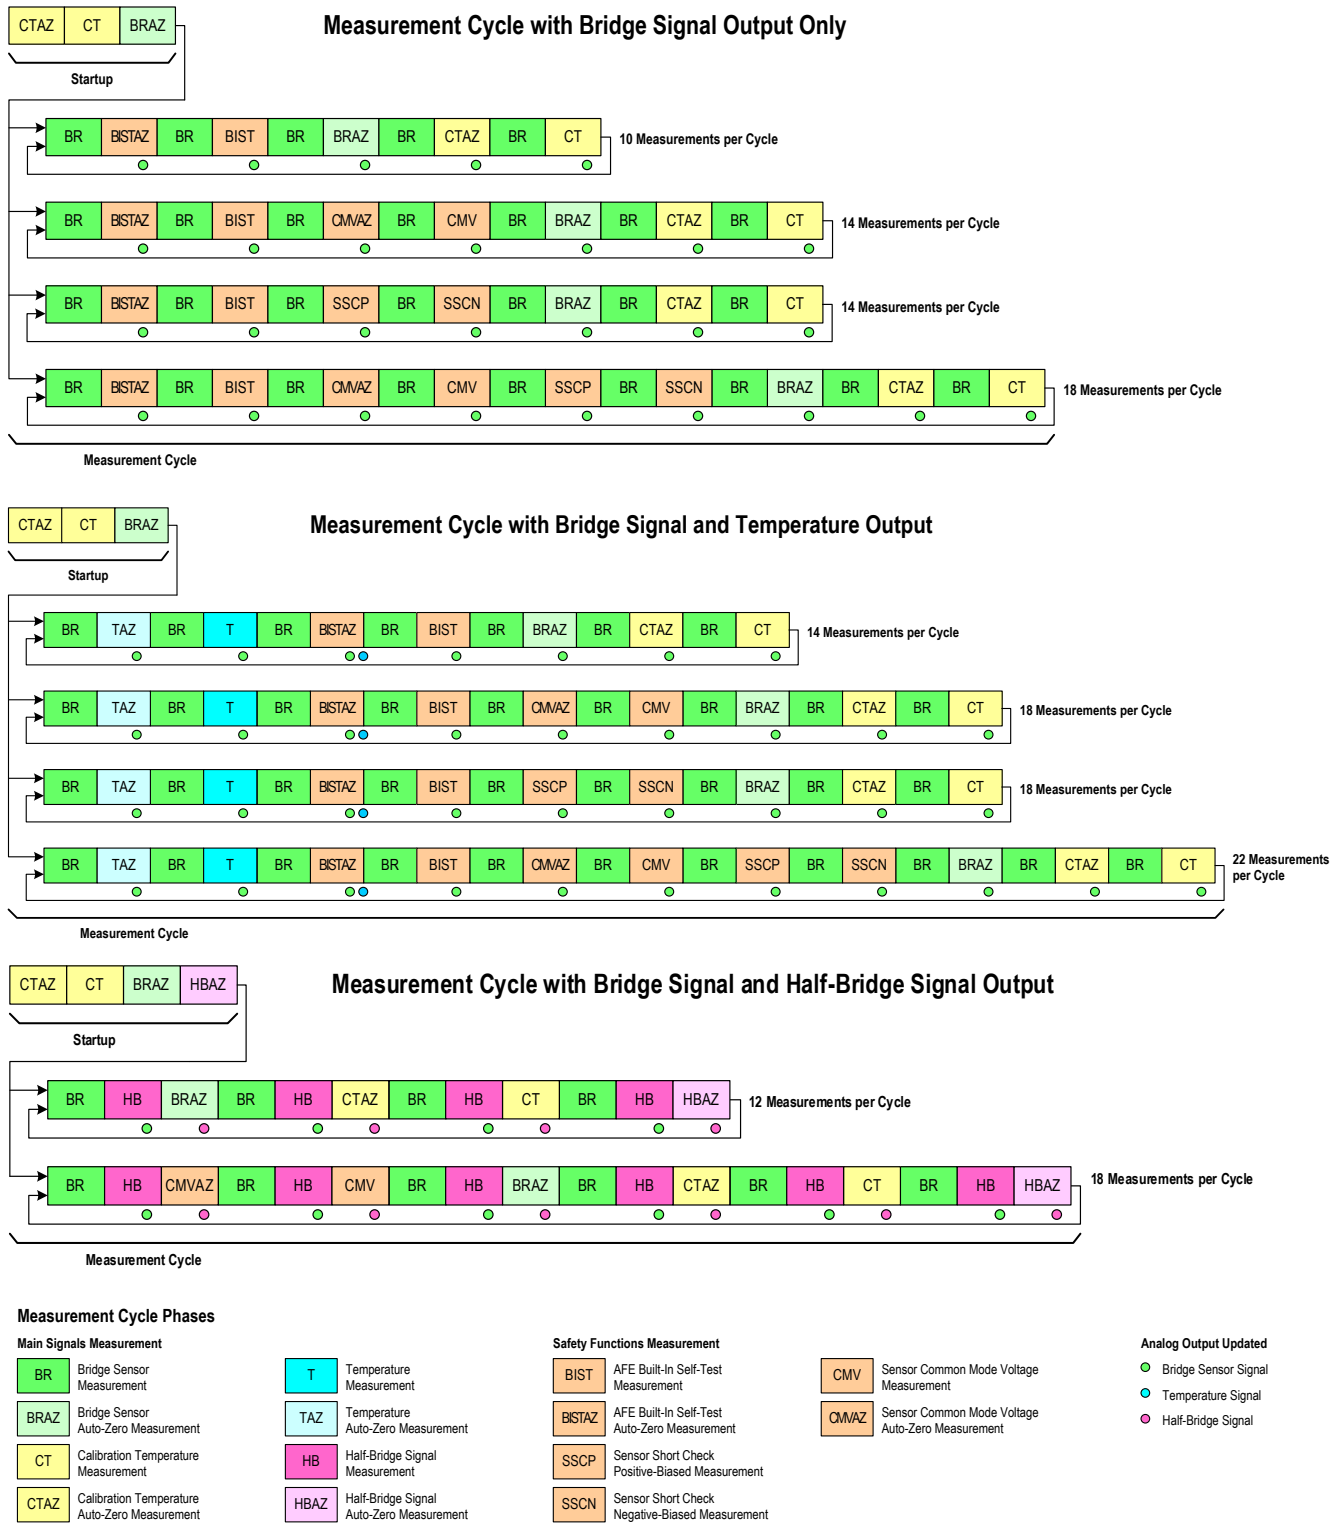 CTAZ CT BRAZ
Measurement Cycle with Bridge Signal Output Only
Startup
BR BISTAZ BR BIST BR BRAZ BR CTAZ BR CT
10 Measurements per Cycle
BR BISTAZ BR BIST BR CMVAZ BR CMV BR BRAZ BR CTAZ BR CT
14 Measurements per Cycle
BR BISTAZ BR BIST BR SSCP BR SSCN BR BRAZ BR CTAZ BR CT
14 Measurements per Cycle
BR BISTAZ BR BIST BR CMVAZ BR CMV BR SSCP BR SSCN BR BRAZ BR CTAZ BR CT
18 Measurements per Cycle
Measurement Cycle
CTAZ CT BRAZ
Measurement Cycle with Bridge Signal and Temperature Output
Startup
BR TAZ BR T BR BISTAZ BR BIST BR BRAZ BR CTAZ BR CT
14 Measurements per Cycle
BR TAZ BR T BR BISTAZ BR BIST BR CMVAZ BR CMV BR BRAZ BR CTAZ BR CT
18 Measurements per Cycle
BR TAZ BR T BR BISTAZ BR BIST BR SSCP BR SSCN BR BRAZ BR CTAZ BR CT
18 Measurements per Cycle
BR TAZ BR T BR BISTAZ BR BIST BR CMVAZ BR CMV BR SSCP BR SSCN BR BRAZ BR CTAZ BR CT
22 Measurements
per Cycle
Measurement Cycle
CTAZ CT BRAZ HBAZ
Measurement Cycle with Bridge Signal and Half-Bridge Signal Output
Startup
BR HB BRAZ BR HB CTAZ BR HB CT BR HB HBAZ
12 Measurements per Cycle
BR HB CMVAZ BR HB CMV BR HB BRAZ BR HB CTAZ BR HB CT BR HB HBAZ
18 Measurements per Cycle
Measurement Cycle
Measurement Cycle Phases
Main Signals Measurement
BR
Bridge Sensor
Measurement
BRAZ
Bridge Sensor
Auto-Zero Measurement
CT
Calibration Temperature
Measurement
CTAZ
Calibration Temperature
Auto-Zero Measurement
T
Temperature
Measurement
TAZ
Temperature
Auto-Zero Measurement
HB
Half-Bridge Signal
Measurement
HBAZ
Half-Bridge Signal
Auto-Zero Measurement
Safety Functions Measurement
BIST
AFE Built-In Self-Test
Measurement
BISTAZ
AFE Built-In Self-Test
Auto-Zero Measurement
SSCP
Sensor Short Check
Positive-Biased Measurement
SSCN
Sensor Short Check
Negative-Biased Measurement
CMV
Sensor Common Mode Voltage
Measurement
CMVAZ
Sensor Common Mode Voltage
Auto-Zero Measurement
Analog Output Updated
Bridge Sensor Signal
Temperature Signal
Half-Bridge Signal